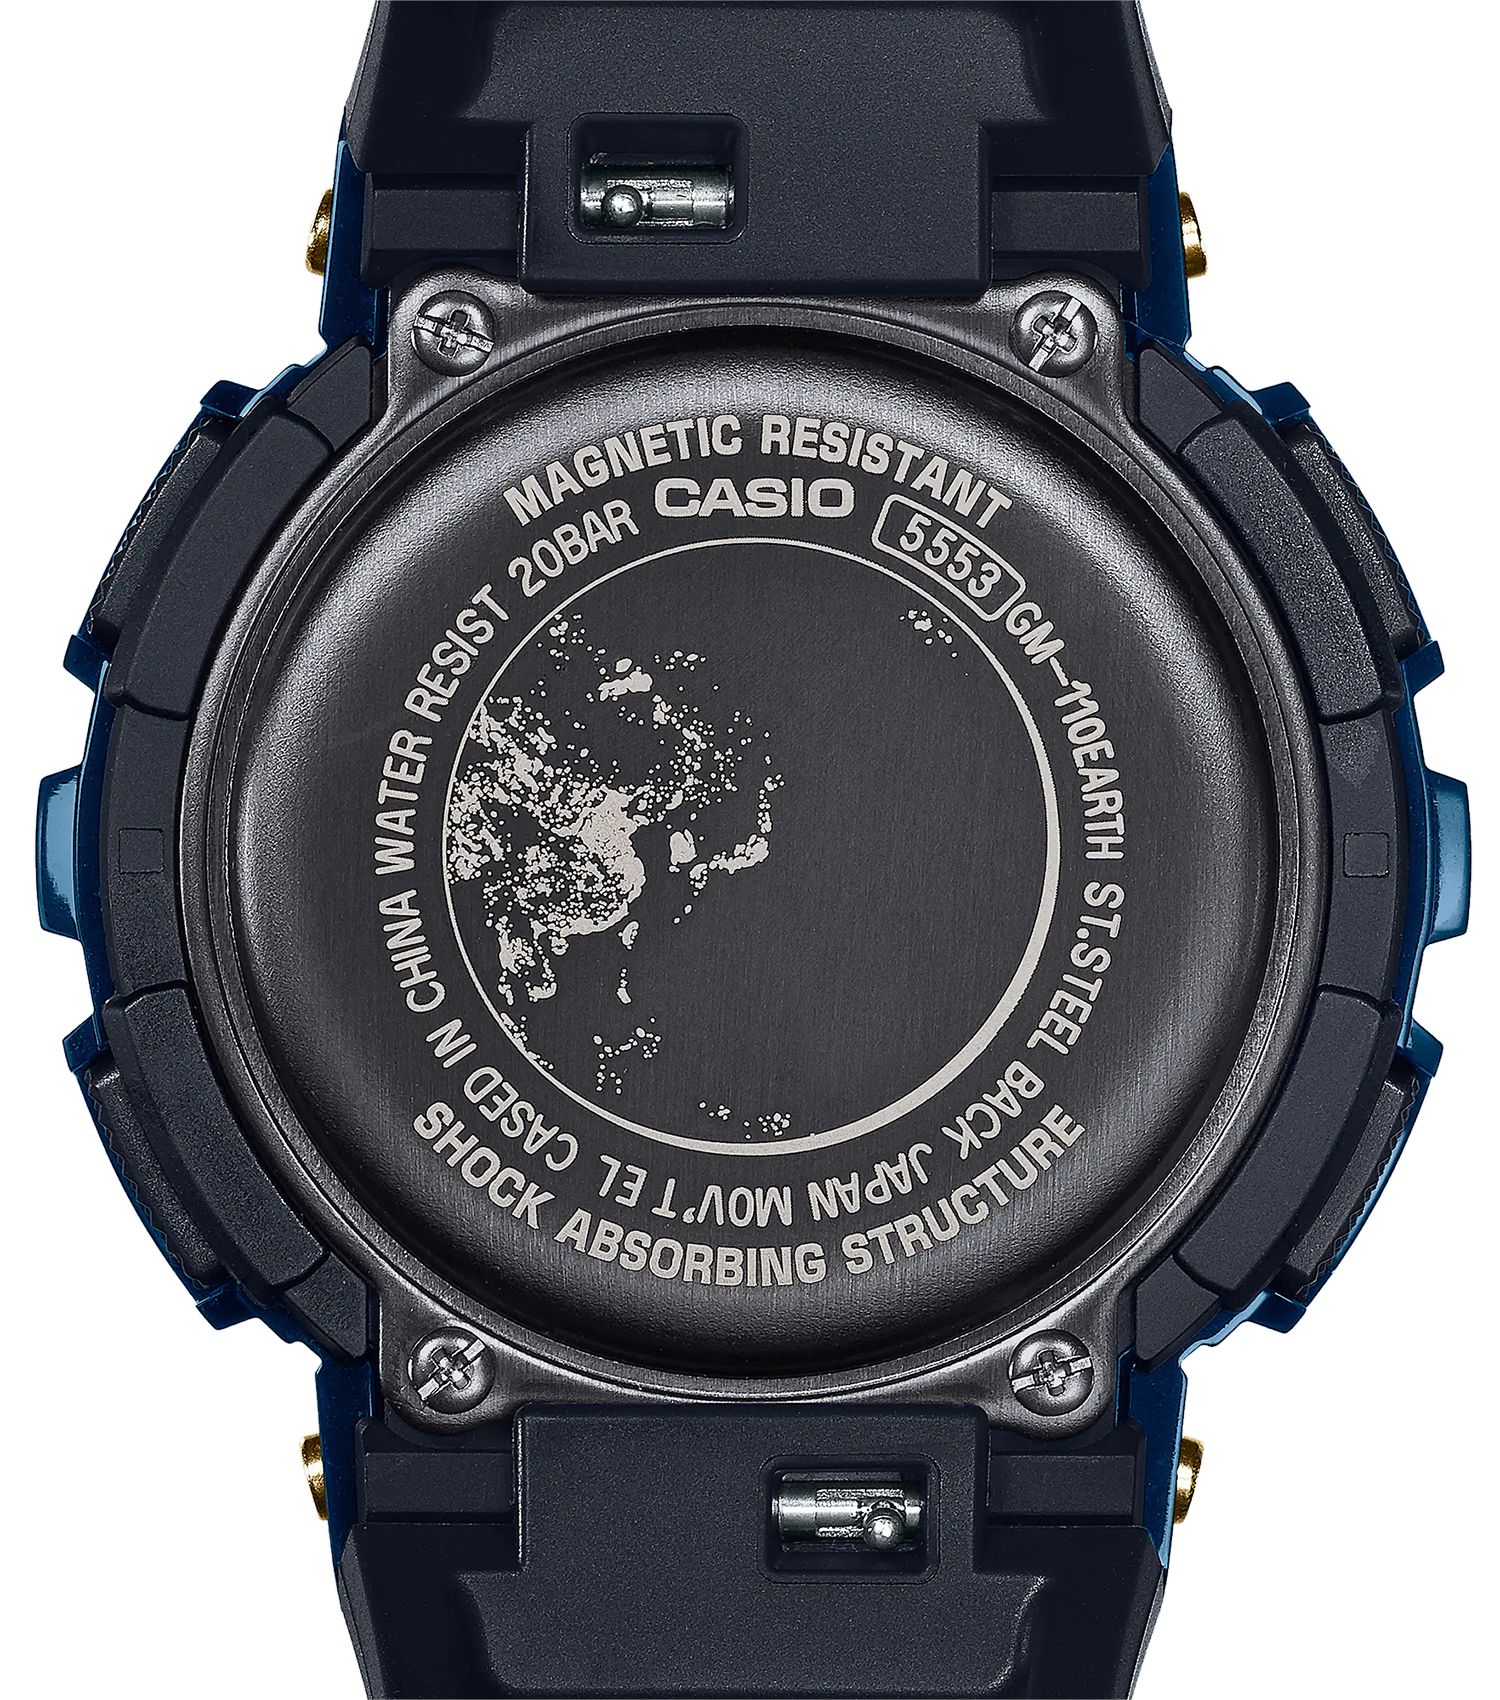 MAGNETIC RESISTANT
CASIO
5553
GM-110EARTH ST.STEEL BACK JAPAN MOV'T EL CASED IN CHINA WATER RESIST 20BAR
SHOCK ABSORBING STRUCTURE